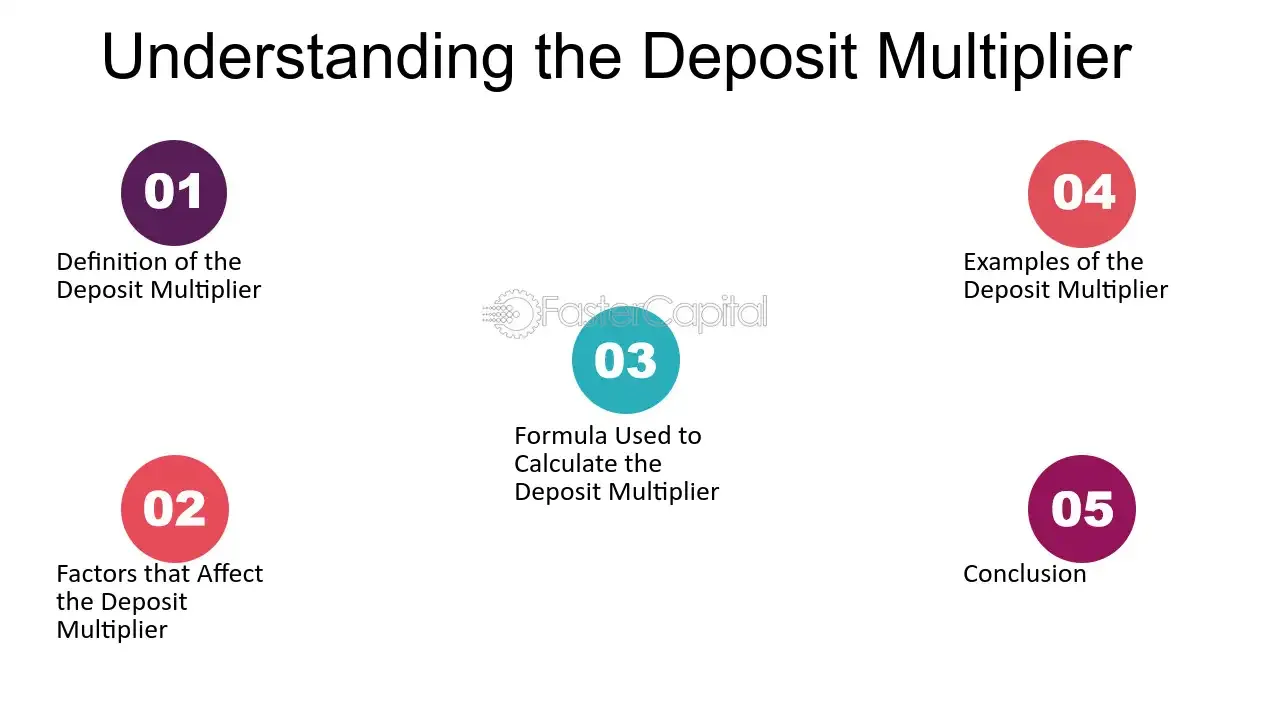 Understanding the Deposit Multiplier
01
Definition of the
Deposit Multiplier
02
Factors that Affect
the Deposit
Multiplier
FasterCapital
03
Formula Used to
Calculate the
Deposit Multiplier
04
Examples of the
Deposit Multiplier
05
Conclusion